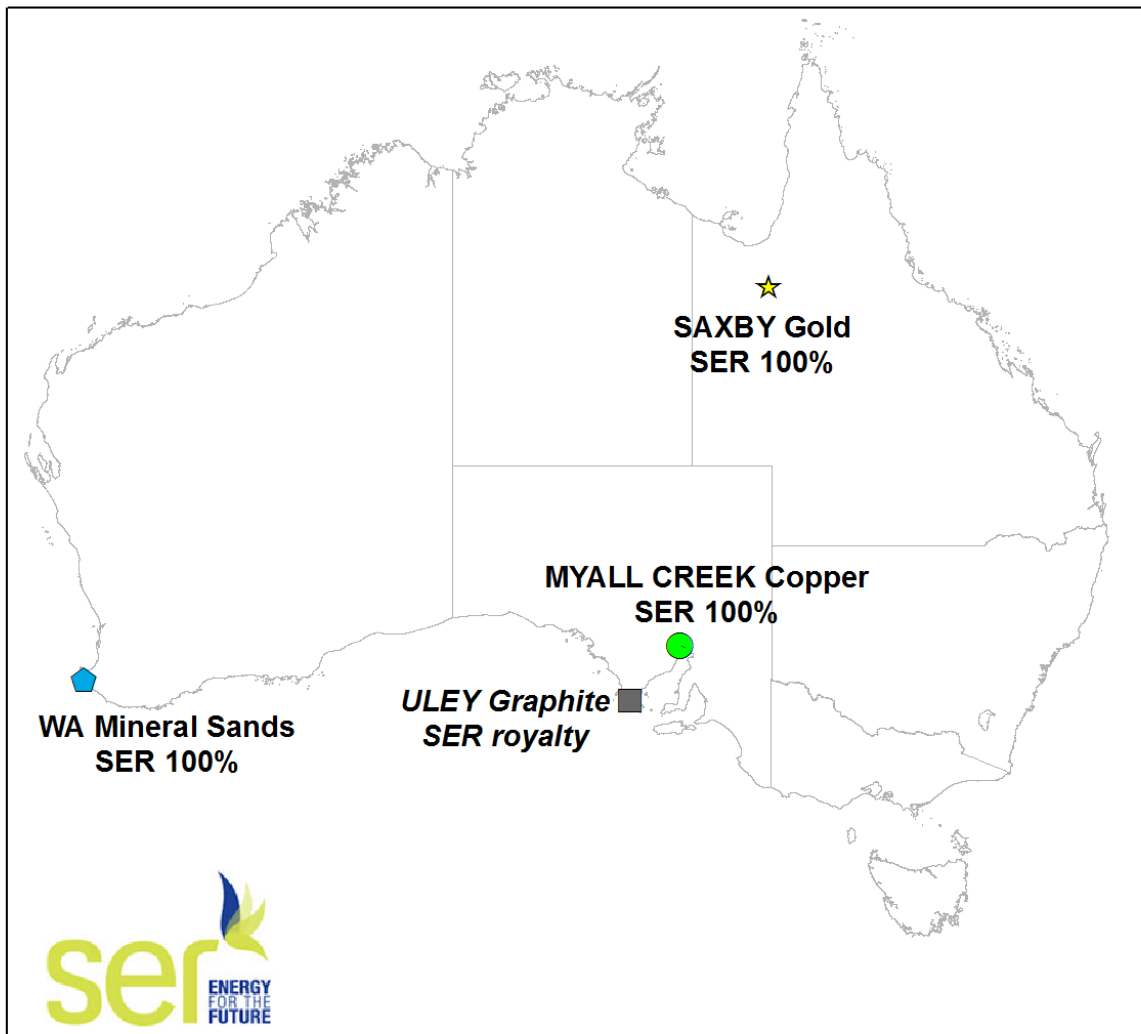 SAXBY Gold
SER 100%
MYALL CREEK Copper
SER 100%
ULEY Graphite
SER royalty
WA Mineral Sands
SER 100%
ser
ENERGY
FOR THE
FUTURE